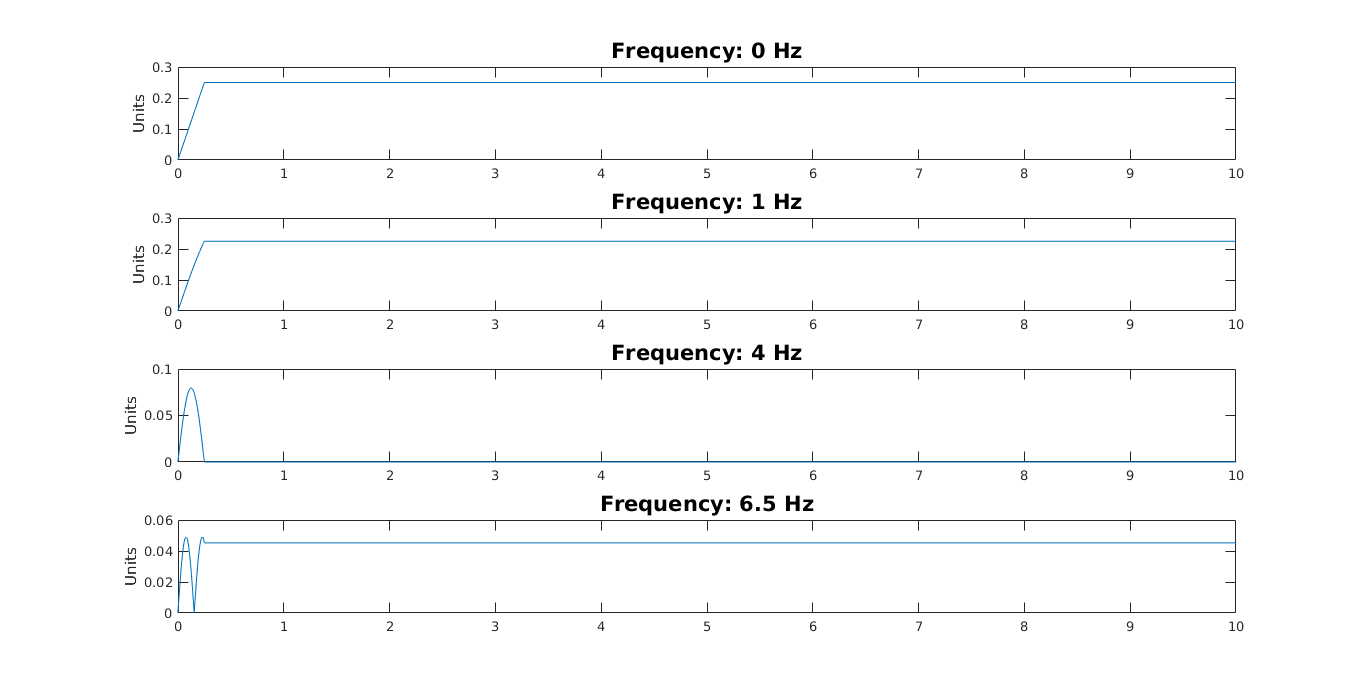 Frequency: 0 Hz
0.3
0.2
0.1
0
Units
0 1 2 3 4 5 6 7 8 9 10
Frequency: 1 Hz
0.3
0.2
0.1
0
Units
0 1 2 3 4 5 6 7 8 9 10
Frequency: 4 Hz
0.1
0.05
0
Units
0 1 2 3 4 5 6 7 8 9 10
Frequency: 6.5 Hz
0.06
0.04
0.02
0
Units
0 1 2 3 4 5 6 7 8 9 10